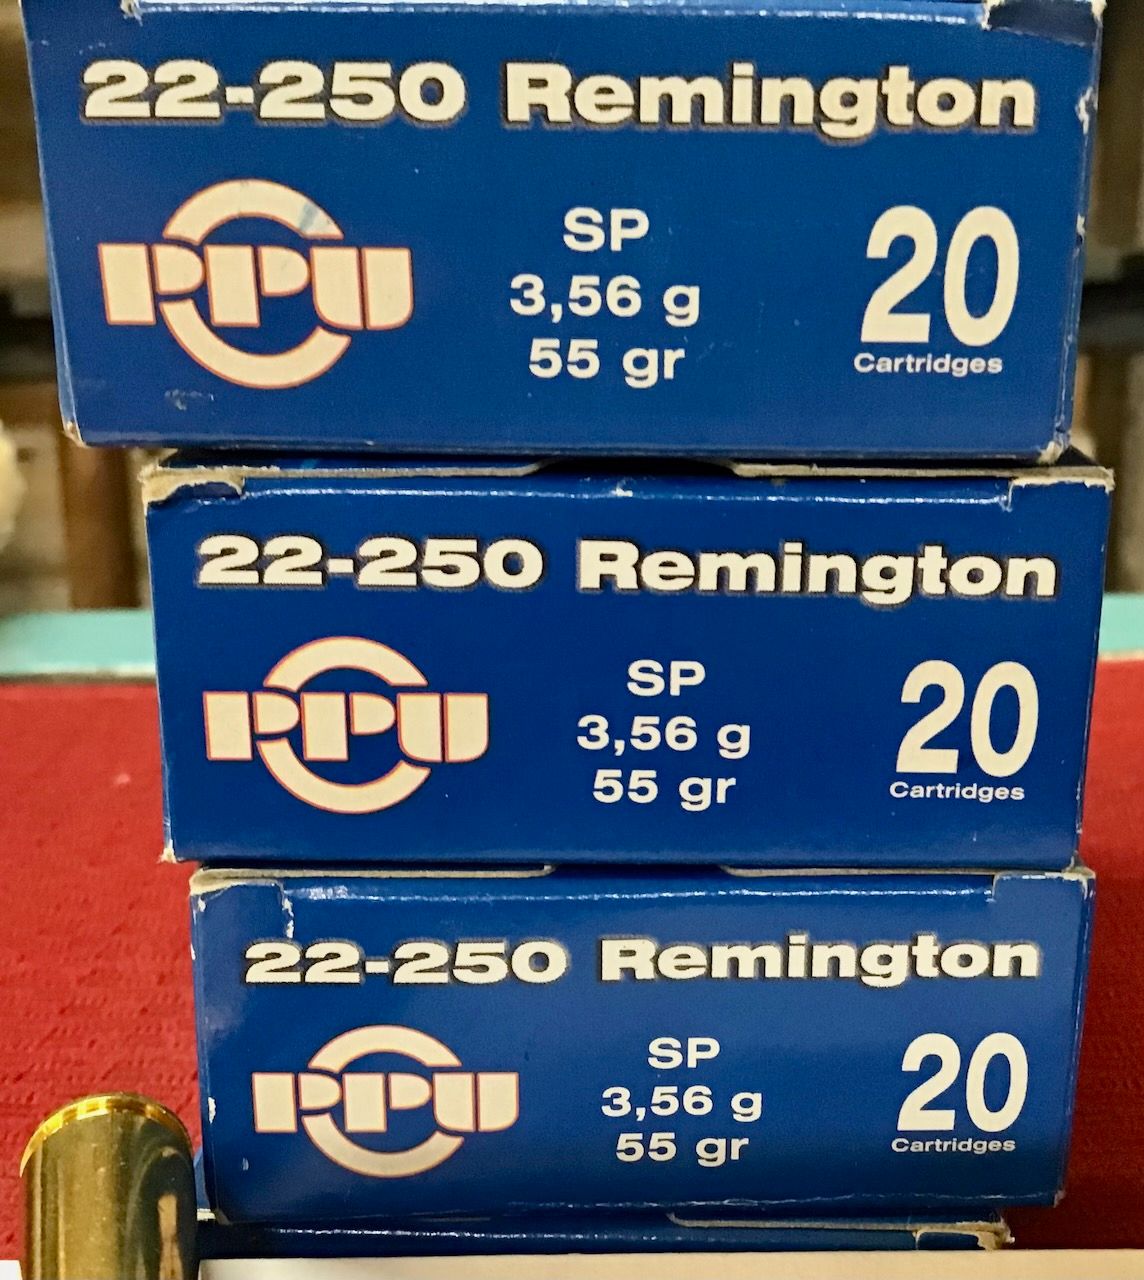 22-250 Remington
PPU
SP
3,56 g
55 gr
20
Cartridges
22-250 Remington
PPU
SP
3,56 g
55 gr
20
Cartridges
22-250 Remington
PPU
SP
3,56 g
55 gr
20
Cartridges